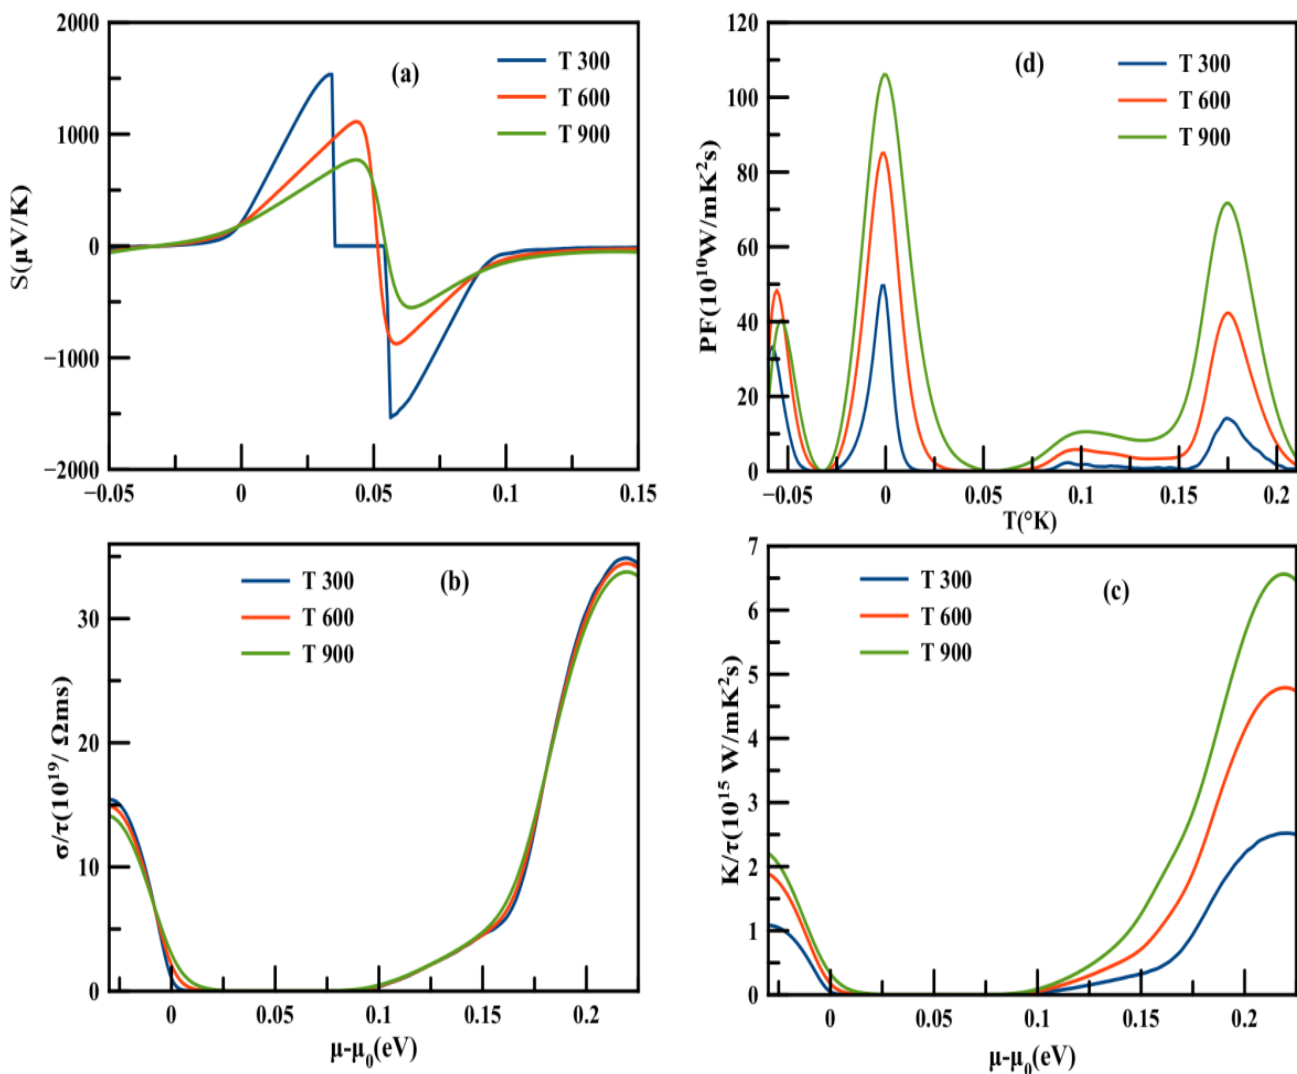 (a)
T 300
T 600
T 900
S(μV/K)
2000
1000
0
−1000
−2000
−0.05
0
0.05
0.1
0.15
(d)
T 300
T 600
T 900
PF(10¹⁰W/mK²s)
120
100
80
60
40
20
0
−0.05
0
0.05
0.1
0.15
0.2
T(°K)
(b)
T 300
T 600
T 900
σ/τ(10¹⁹/ Ωms)
30
20
10
0
0
0.05
0.1
0.15
0.2
μ-μ₀(eV)
(c)
T 300
T 600
T 900
K/τ(10¹⁵ W/mK²s)
7
6
5
4
3
2
1
0
0
0.05
0.1
0.15
0.2
μ-μ₀(eV)